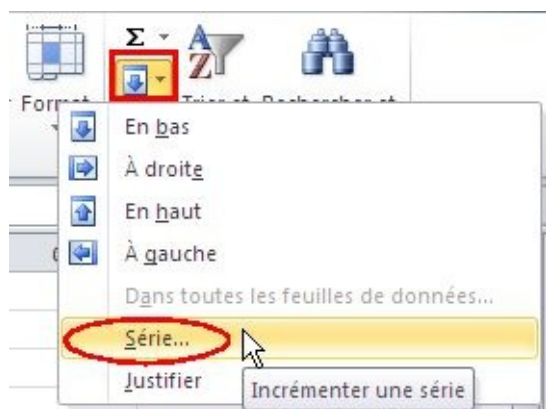 Σ
A
Z
Format
En bas
À droite
En haut
À gauche
Dans toutes les feuilles de données...
Série...
Justifier
Incrémenter une série